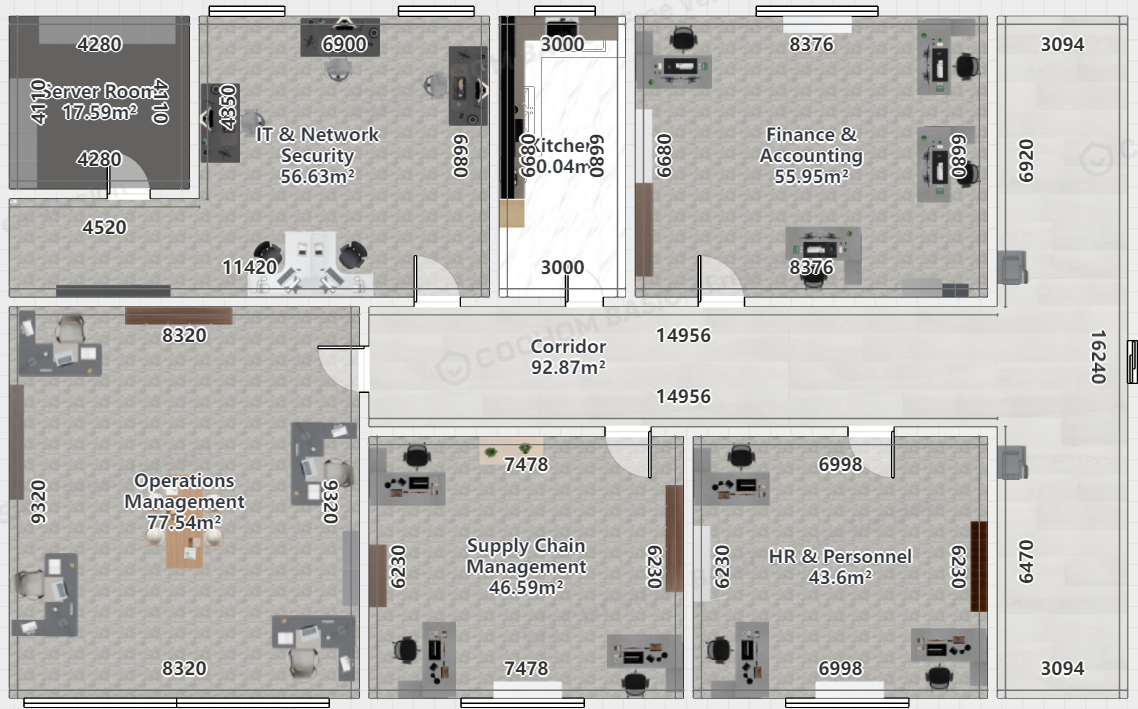 4280
Server Room
17.59m²
4110
4110
4280
4520
6900
4350
IT & Network
Security
56.63m²
6680
11420
3000
Kitchen
6680
6680
3000
8376
Finance &
Accounting
55.95m²
6680
6680
8376
3094
6920
16240
6470
3094
Corridor
92.87m²
14956
14956
COOHOM BASIC
8320
Operations
Management
77.54m²
9320
9320
8320
7478
Supply Chain
Management
46.59m²
6230
6230
7478
6998
HR & Personnel
43.6m²
6230
6230
6998